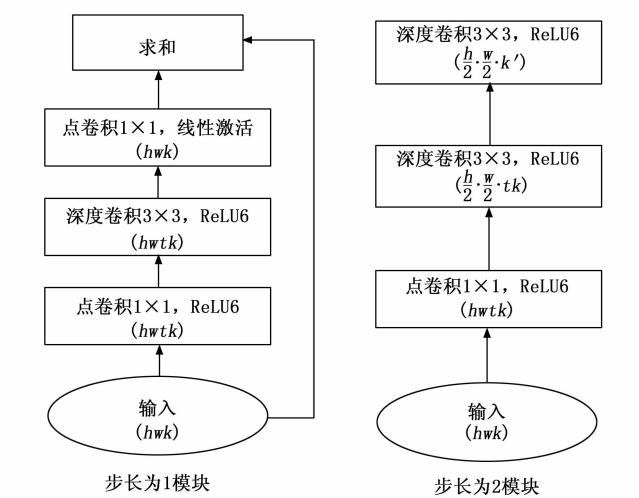 求和
点卷积1×1，线性激活
(hwk)
深度卷积3×3，ReLU6
(hwtk)
点卷积1×1，ReLU6
(hwtk)
输入
(hwk)
步长为1模块
深度卷积3×3，ReLU6
(h/2·w/2·k′)
深度卷积3×3，ReLU6
(h/2·w/2·tk)
点卷积1×1，ReLU6
(hwtk)
输入
(hwk)
步长为2模块